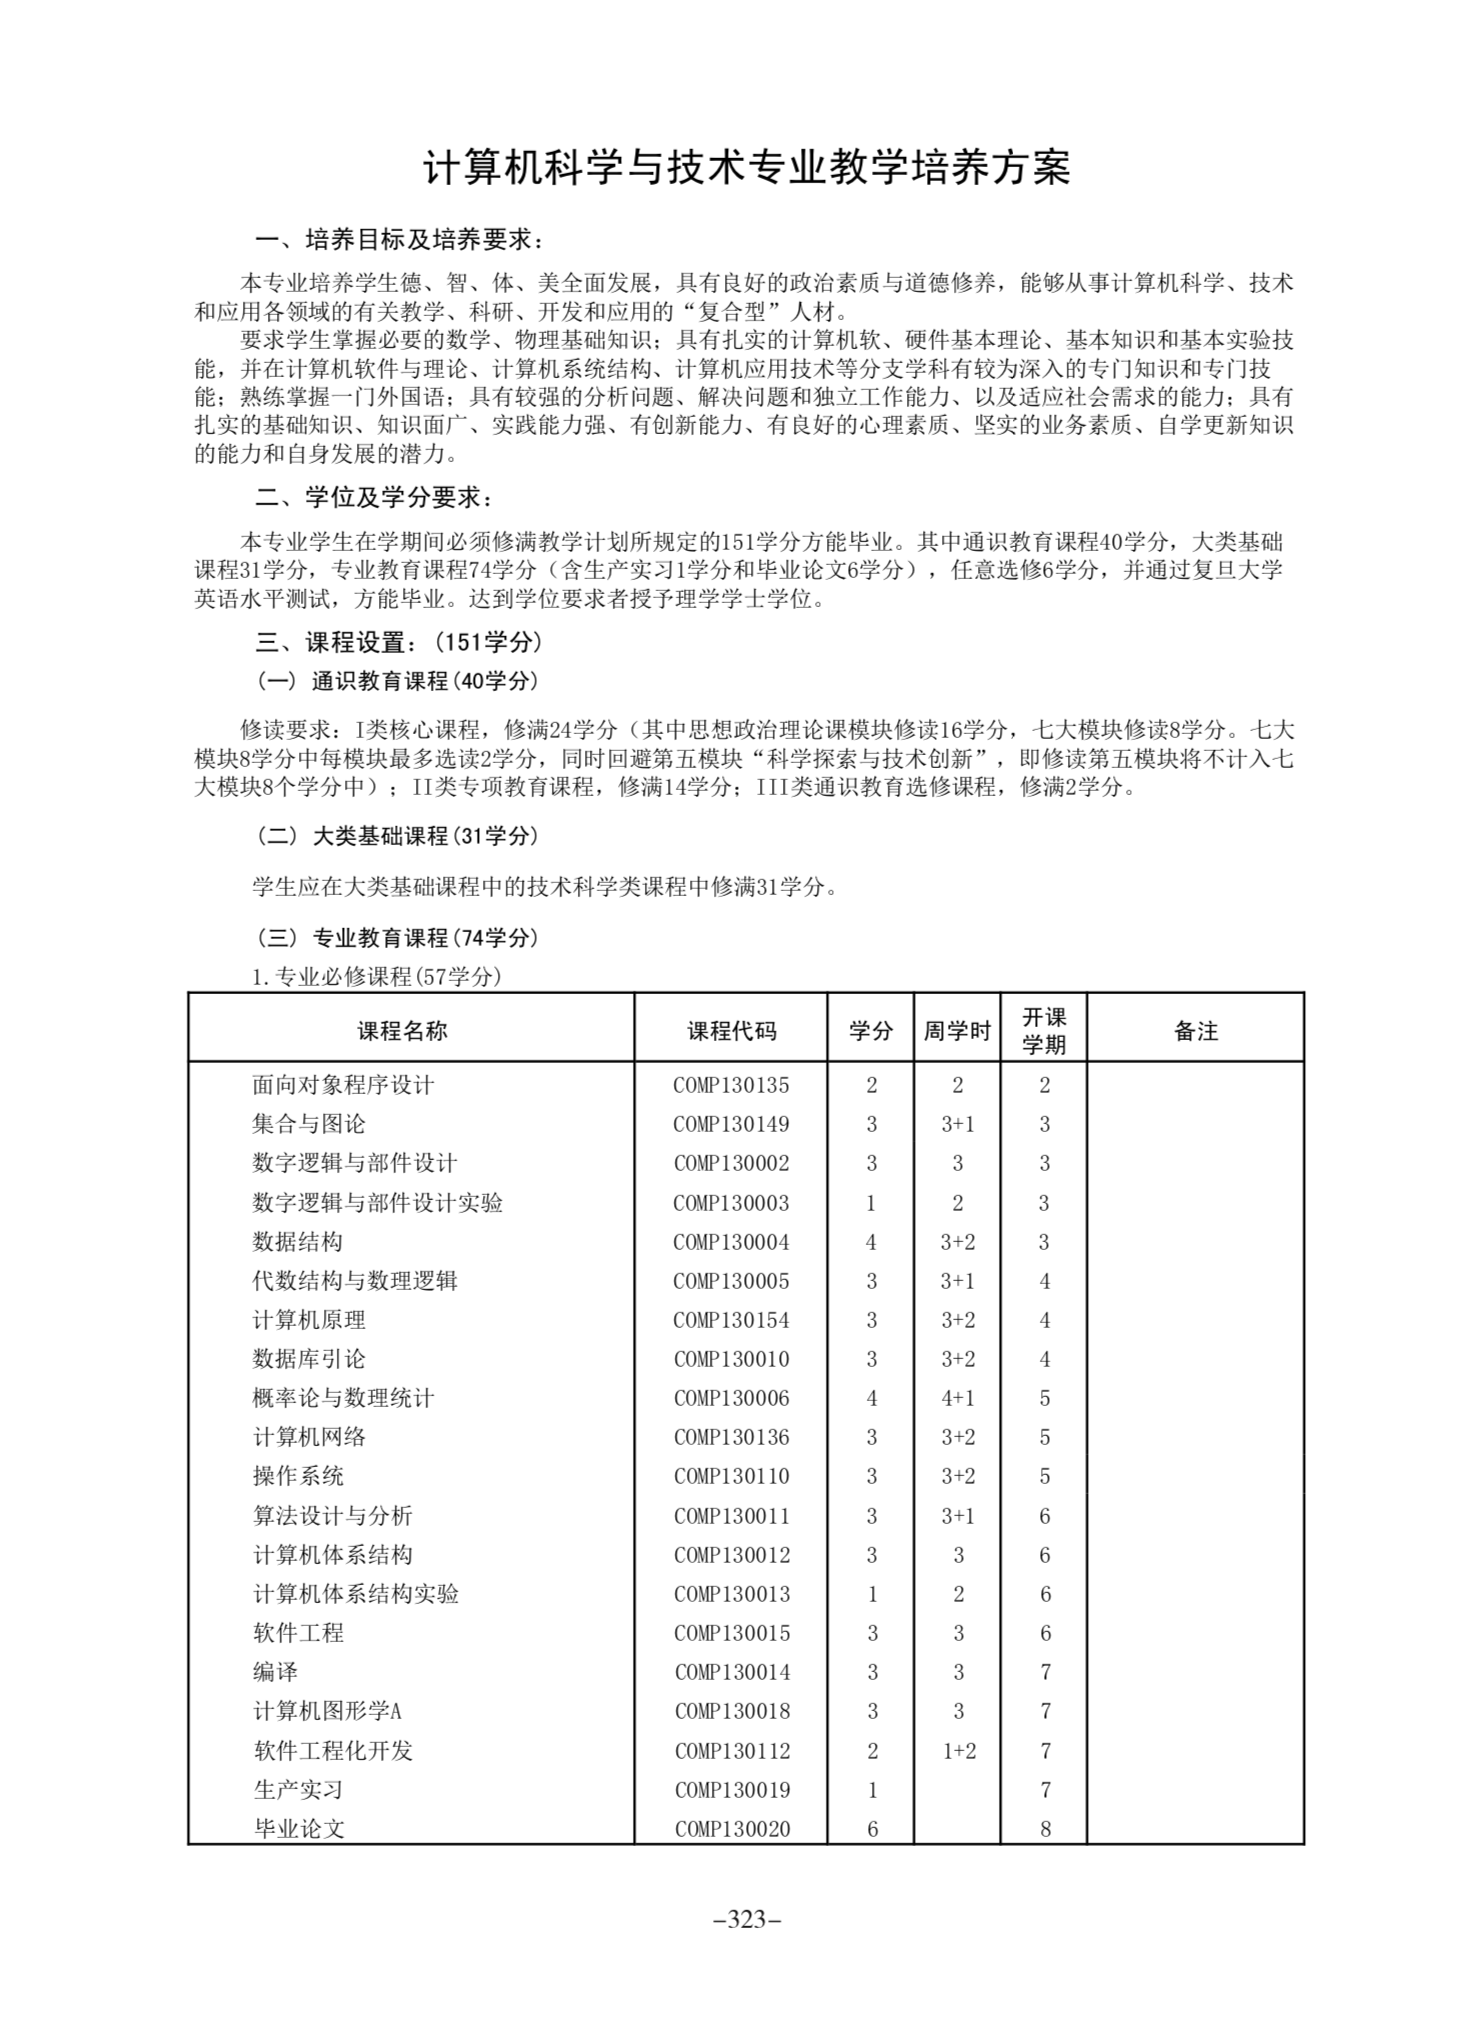 计算机科学与技术专业教学培养方案
一、培养目标及培养要求：
本专业培养学生德、智、体、美全面发展，具有良好的政治素质与道德修养，能够从事计算机科学、技术
和应用各领域的有关教学、科研、开发和应用的“复合型”人材。
要求学生掌握必要的数学、物理基础知识；具有扎实的计算机软、硬件基本理论、基本知识和基本实验技
能，并在计算机软件与理论、计算机系统结构、计算机应用技术等分支学科有较为深入的专门知识和专门技
能；熟练掌握一门外国语；具有较强的分析问题、解决问题和独立工作能力、以及适应社会需求的能力；具有
扎实的基础知识、知识面广、实践能力强、有创新能力、有良好的心理素质、坚实的业务素质、自学更新知识
的能力和自身发展的潜力。
二、学位及学分要求：
本专业学生在学期间必须修满教学计划所规定的151学分方能毕业。其中通识教育课程40学分，大类基础
课程31学分，专业教育课程74学分（含生产实习1学分和毕业论文6学分），任意选修6学分，并通过复旦大学
英语水平测试，方能毕业。达到学位要求者授予理学学士学位。
三、课程设置：(151学分)
(一) 通识教育课程(40学分)
修读要求：I类核心课程，修满24学分（其中思想政治理论课模块修读16学分，七大模块修读8学分。七大
模块8学分中每模块最多选读2学分，同时回避第五模块“科学探索与技术创新”，即修读第五模块将不计入七
大模块8个学分中）；II类专项教育课程，修满14学分；III类通识教育选修课程，修满2学分。
(二) 大类基础课程(31学分)
学生应在大类基础课程中的技术科学类课程中修满31学分。
(三) 专业教育课程(74学分)
1.专业必修课程(57学分)
课程名称 课程代码 学分 周学时 开课学期 备注
面向对象程序设计 COMP130135 2 2 2
集合与图论 COMP130149 3 3+1 3
数字逻辑与部件设计 COMP130002 3 3 3
数字逻辑与部件设计实验 COMP130003 1 2 3
数据结构 COMP130004 4 3+2 3
代数结构与数理逻辑 COMP130005 3 3+1 4
计算机原理 COMP130154 3 3+2 4
数据库引论 COMP130010 3 3+2 4
概率论与数理统计 COMP130006 4 4+1 5
计算机网络 COMP130136 3 3+2 5
操作系统 COMP130110 3 3+2 5
算法设计与分析 COMP130011 3 3+1 6
计算机体系结构 COMP130012 3 3 6
计算机体系结构实验 COMP130013 1 2 6
软件工程 COMP130015 3 3 6
编译 COMP130014 3 3 7
计算机图形学A COMP130018 3 3 7
软件工程化开发 COMP130112 2 1+2 7
生产实习 COMP130019 1 7
毕业论文 COMP130020 6 8
-323-